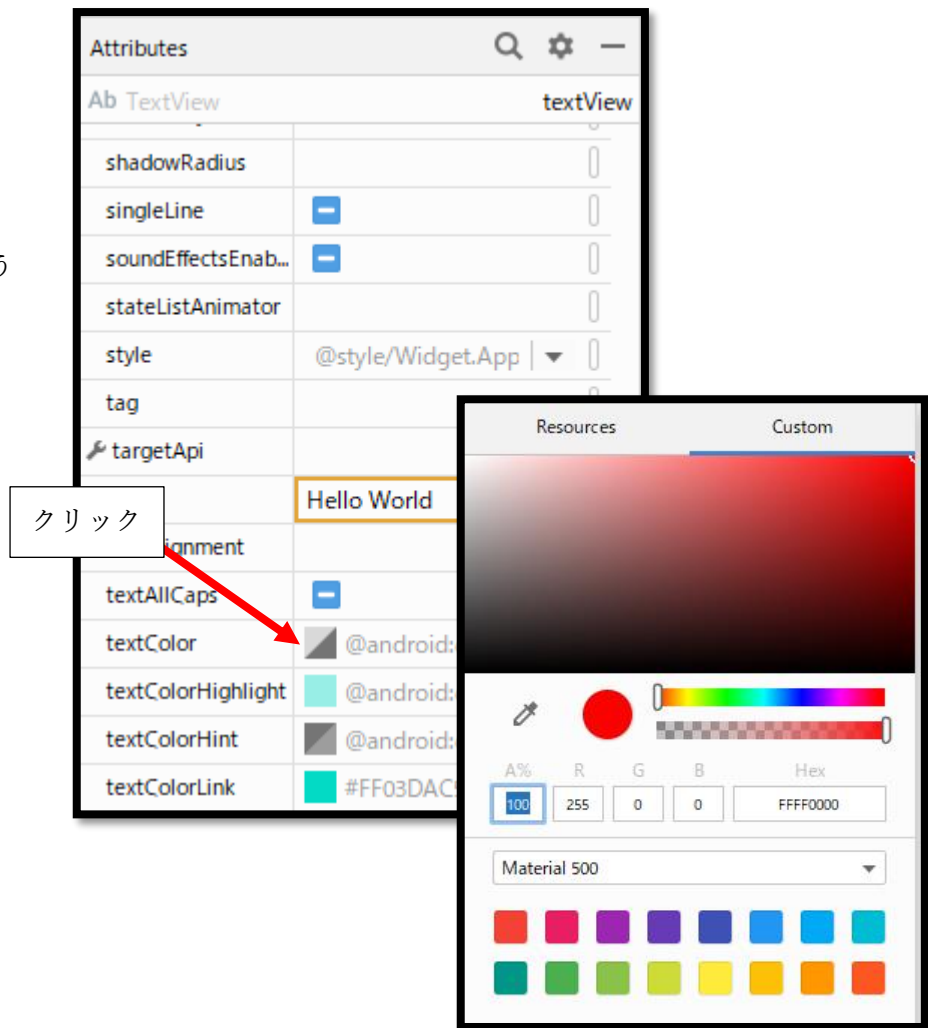 Attributes
Ab TextView textView
shadowRadius
singleLine
soundEffectsEnab...
う
stateListAnimator
style @style/Widget.App
tag
targetApi
Hello World
クリック
ignment
textAllCaps
textColor @android:
textColorHighlight @android:
textColorHint @android:
textColorLink #FF03DAC
Resources Custom
A% R G B Hex
100 255 0 0 FFFF0000
Material 500